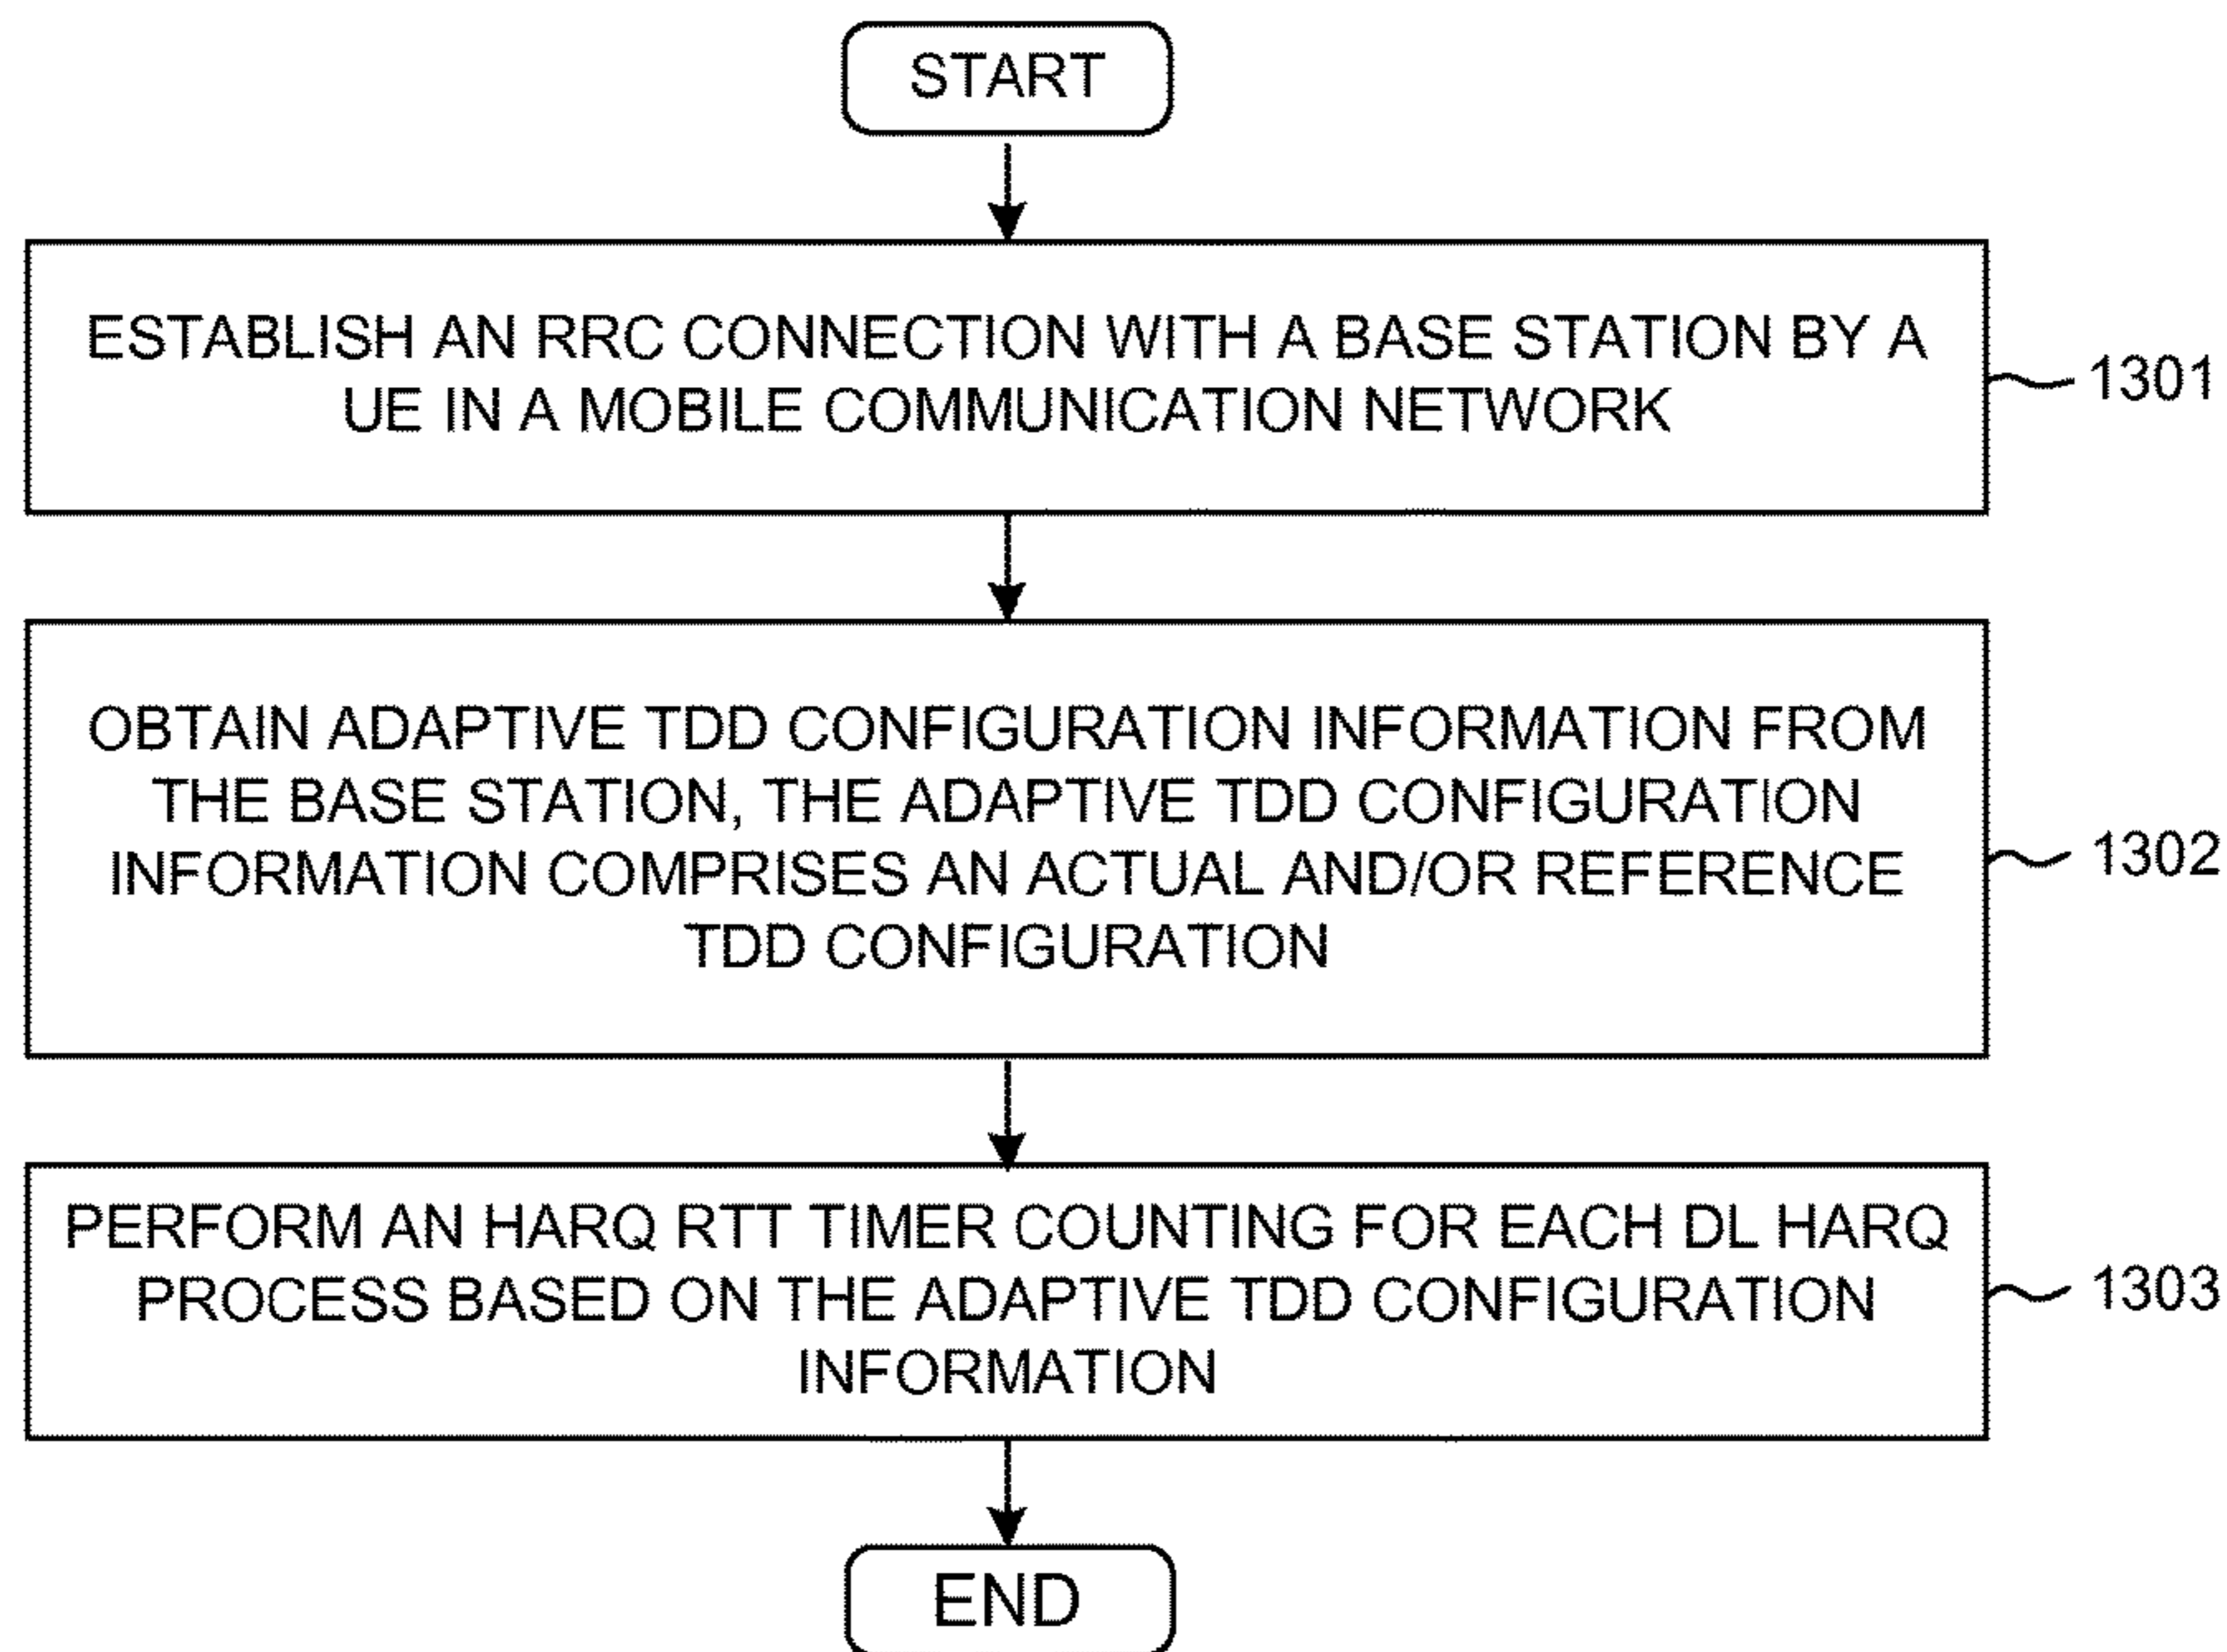 START
ESTABLISH AN RRC CONNECTION WITH A BASE STATION BY A
UE IN A MOBILE COMMUNICATION NETWORK
1301
OBTAIN ADAPTIVE TDD CONFIGURATION INFORMATION FROM
THE BASE STATION, THE ADAPTIVE TDD CONFIGURATION
INFORMATION COMPRISES AN ACTUAL AND/OR REFERENCE
TDD CONFIGURATION
1302
PERFORM AN HARQ RTT TIMER COUNTING FOR EACH DL HARQ
PROCESS BASED ON THE ADAPTIVE TDD CONFIGURATION
INFORMATION
1303
END